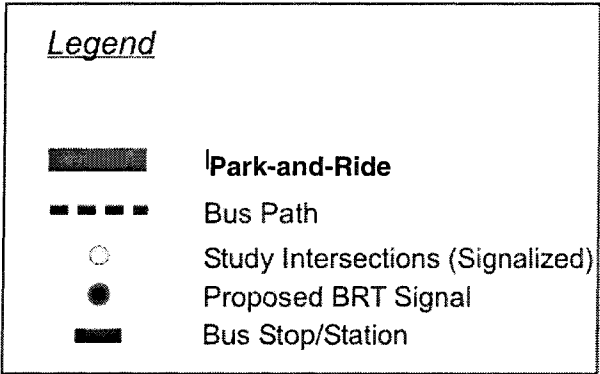 Legend
Park-and-Ride
Bus Path
Study Intersections (Signalized)
Proposed BRT Signal
Bus Stop/Station